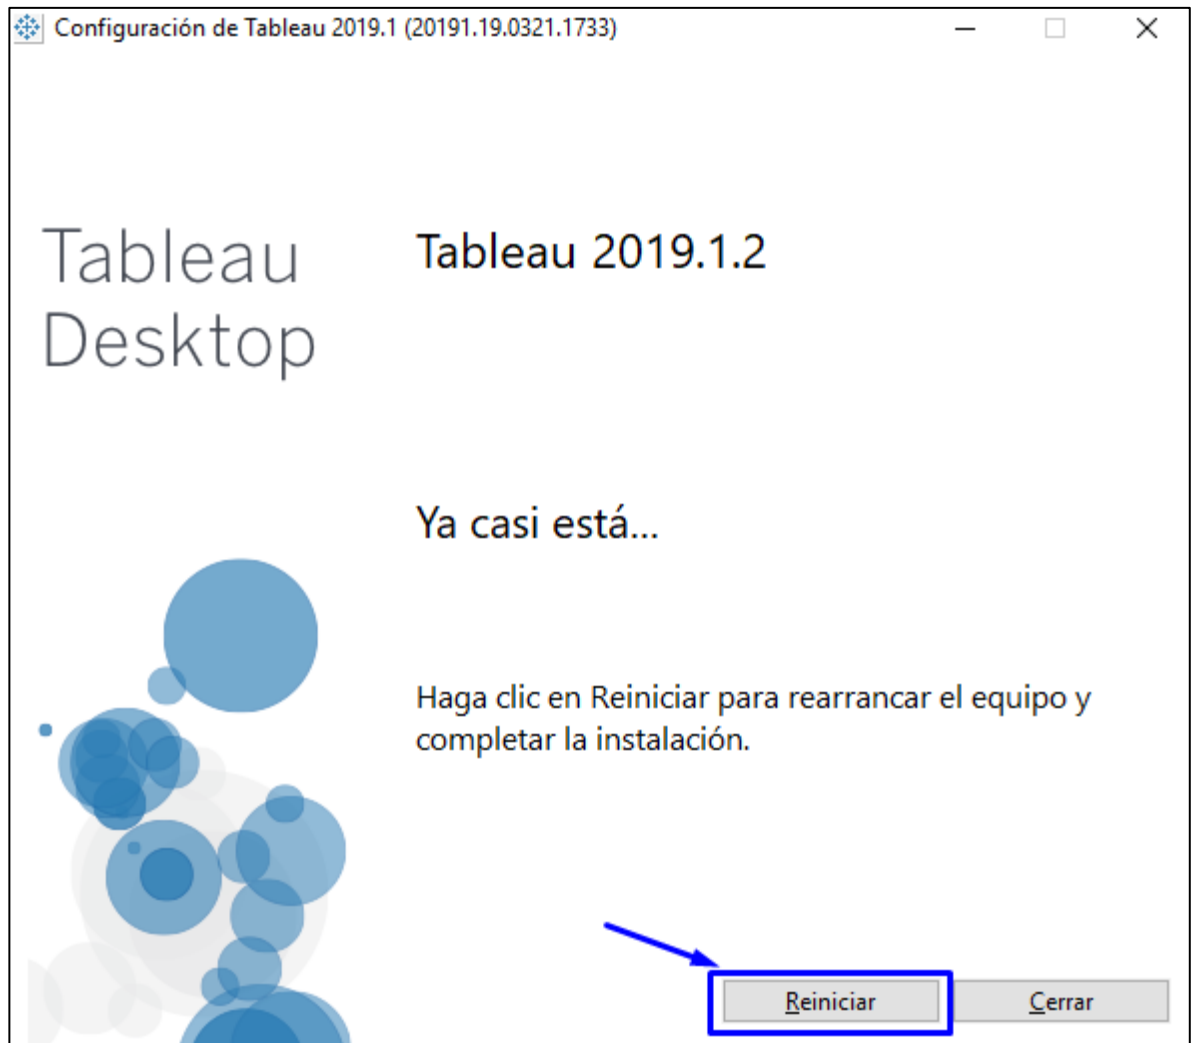 Configuración de Tableau 2019.1 (20191.19.0321.1733)
Tableau
Desktop
Tableau 2019.1.2
Ya casi está...
Haga clic en Reiniciar para rearrancar el equipo y
completar la instalación.
Reiniciar
Cerrar